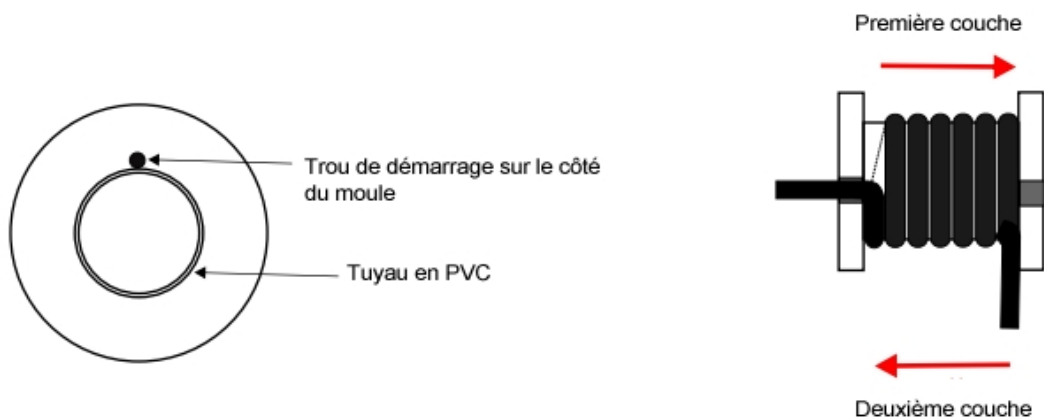 Première couche
Trou de démarrage sur le côté
du moule
Tuyau en PVC
Deuxième couche